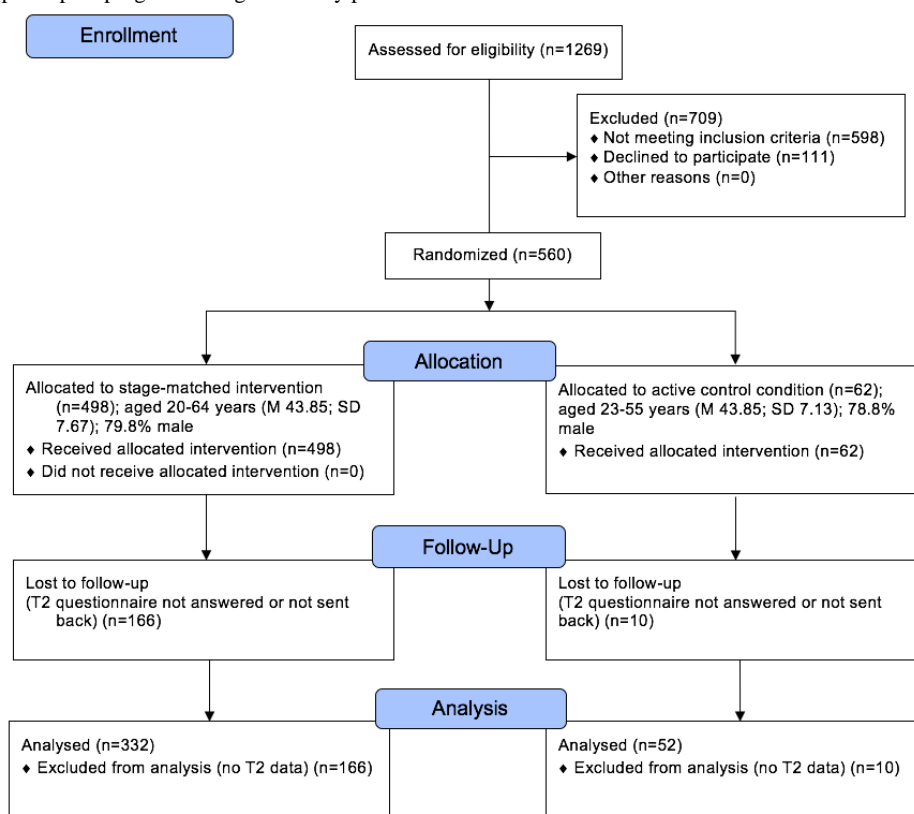 Enrollment
Assessed for eligibility (n=1269)
Excluded (n=709)
♦ Not meeting inclusion criteria (n=598)
♦ Declined to participate (n=111)
♦ Other reasons (n=0)
Randomized (n=560)
Allocation
Allocated to stage-matched intervention
(n=498); aged 20-64 years (M 43.85; SD
7.67); 79.8% male
♦ Received allocated intervention (n=498)
♦ Did not receive allocated intervention (n=0)
Allocated to active control condition (n=62);
aged 23-55 years (M 43.85; SD 7.13); 78.8%
male
♦ Received allocated intervention (n=62)
Follow-Up
Lost to follow-up
(T2 questionnaire not answered or not sent
back) (n=166)
Lost to follow-up
(T2 questionnaire not answered or not sent
back) (n=10)
Analysis
Analysed (n=332)
♦ Excluded from analysis (no T2 data) (n=166)
Analysed (n=52)
♦ Excluded from analysis (no T2 data) (n=10)